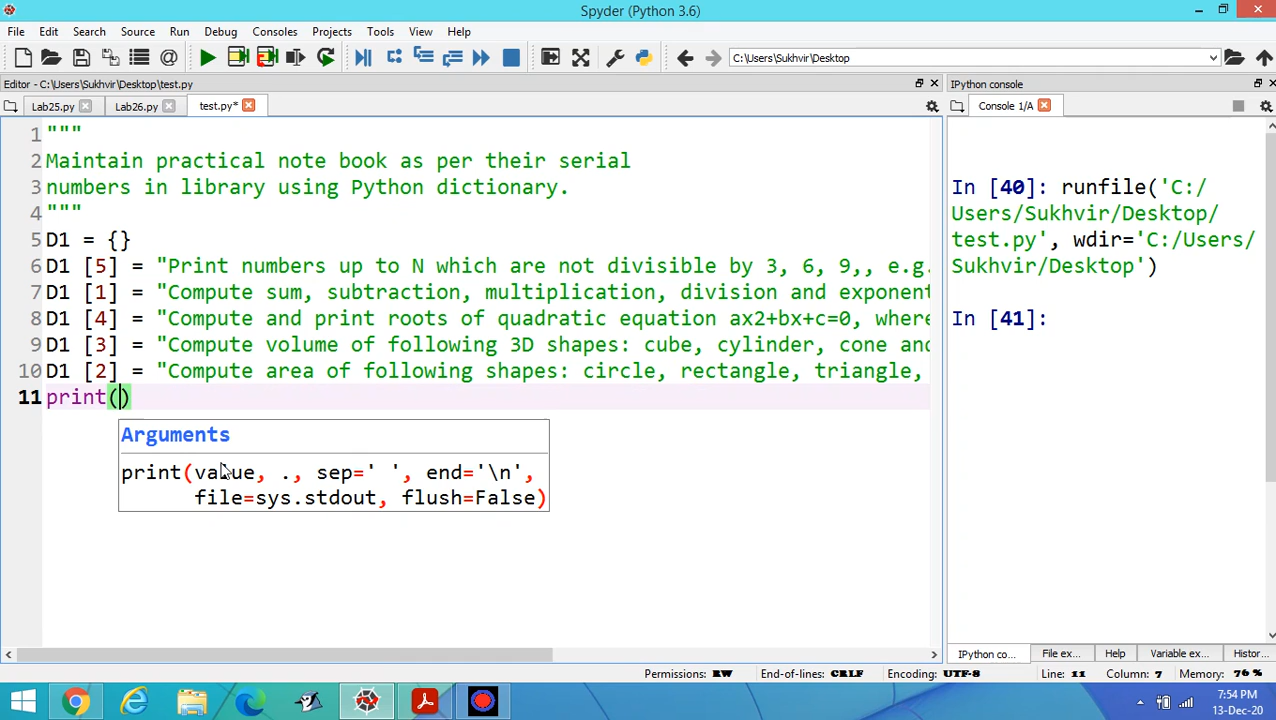 Spyder (Python 3.6)
File Edit Search Source Run Debug Consoles Projects Tools View Help
C:\Users\Sukhvir\Desktop
Editor - C:\Users\Sukhvir\Desktop\test.py
IPython console
Lab25.py Lab26.py test.py*
Console 1/A
1 """
2 Maintain practical note book as per their serial
3 numbers in library using Python dictionary.
4 """
5 D1 = {}
6 D1 [5] = "Print numbers up to N which are not divisible by 3, 6, 9,, e.g.
7 D1 [1] = "Compute sum, subtraction, multiplication, division and exponent
8 D1 [4] = "Compute and print roots of quadratic equation ax2+bx+c=0, where
9 D1 [3] = "Compute volume of following 3D shapes: cube, cylinder, cone and
10 D1 [2] = "Compute area of following shapes: circle, rectangle, triangle,
11 print()
Arguments
print(value, ., sep=' ', end='\n',
file=sys.stdout, flush=False)
In [40]: runfile('C:/
Users/Sukhvir/Desktop/
test.py', wdir='C:/Users/
Sukhvir/Desktop')
In [41]:
IPython co... File ex... Help Variable ex... Histor...
Permissions: RW End-of-lines: CRLF Encoding: UTF-8 Line: 11 Column: 7 Memory: 76 %
7:54 PM
13-Dec-20